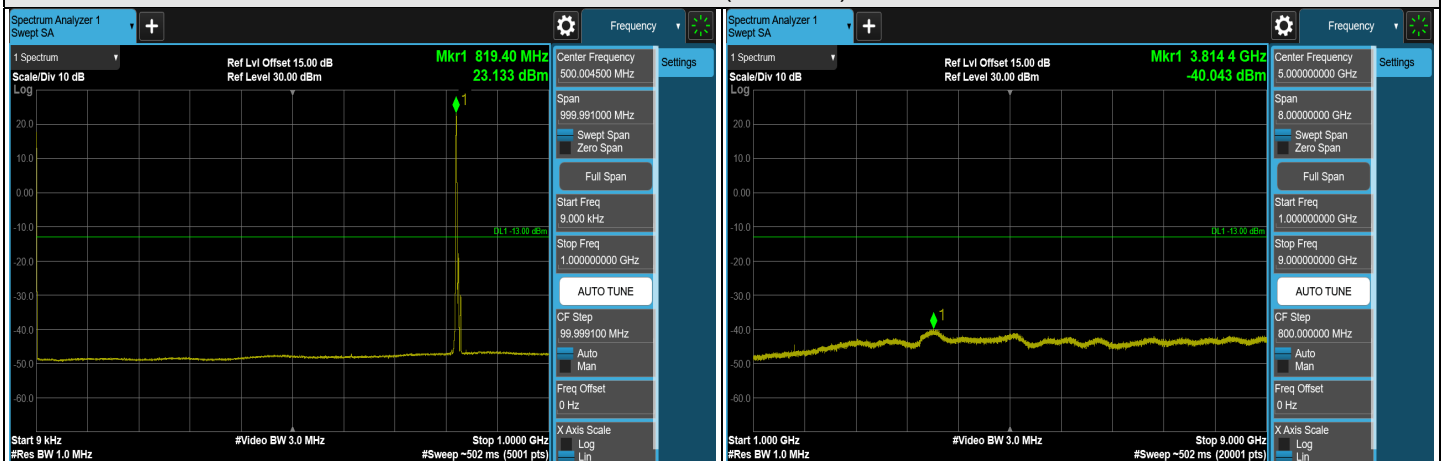 Spectrum Analyzer 1
Swept SA
+
Frequency
1 Spectrum
Ref Lvl Offset 15.00 dB
Mkr1 819.40 MHz
Scale/Div 10 dB
Ref Level 30.00 dBm
23.133 dBm
Log
1
20.0
10.0
0.00
-10.0
DL1 -13.00 dBm
-20.0
-30.0
-40.0
-50.0
-60.0
Start 9 kHz
#Video BW 3.0 MHz
Stop 1.0000 GHz
#Res BW 1.0 MHz
#Sweep ~502 ms (5001 pts)
Center Frequency
500.004500 MHz
Settings
Span
999.991000 MHz
Swept Span
Zero Span
Full Span
Start Freq
9.000 kHz
Stop Freq
1.000000000 GHz
AUTO TUNE
CF Step
99.999100 MHz
Auto
Man
Freq Offset
0 Hz
X Axis Scale
Log
Lin
Spectrum Analyzer 1
Swept SA
+
Frequency
1 Spectrum
Ref Lvl Offset 15.00 dB
Mkr1 3.814 4 GHz
Scale/Div 10 dB
Ref Level 30.00 dBm
-40.043 dBm
Log
20.0
10.0
0.00
-10.0
DL1 -13.00 dBm
-20.0
-30.0
1
-40.0
-50.0
-60.0
Start 1.000 GHz
#Video BW 3.0 MHz
Stop 9.000 GHz
#Res BW 1.0 MHz
#Sweep ~502 ms (20001 pts)
Center Frequency
5.000000000 GHz
Settings
Span
8.00000000 GHz
Swept Span
Zero Span
Full Span
Start Freq
1.000000000 GHz
Stop Freq
9.000000000 GHz
AUTO TUNE
CF Step
800.000000 MHz
Auto
Man
Freq Offset
0 Hz
X Axis Scale
Log
Lin